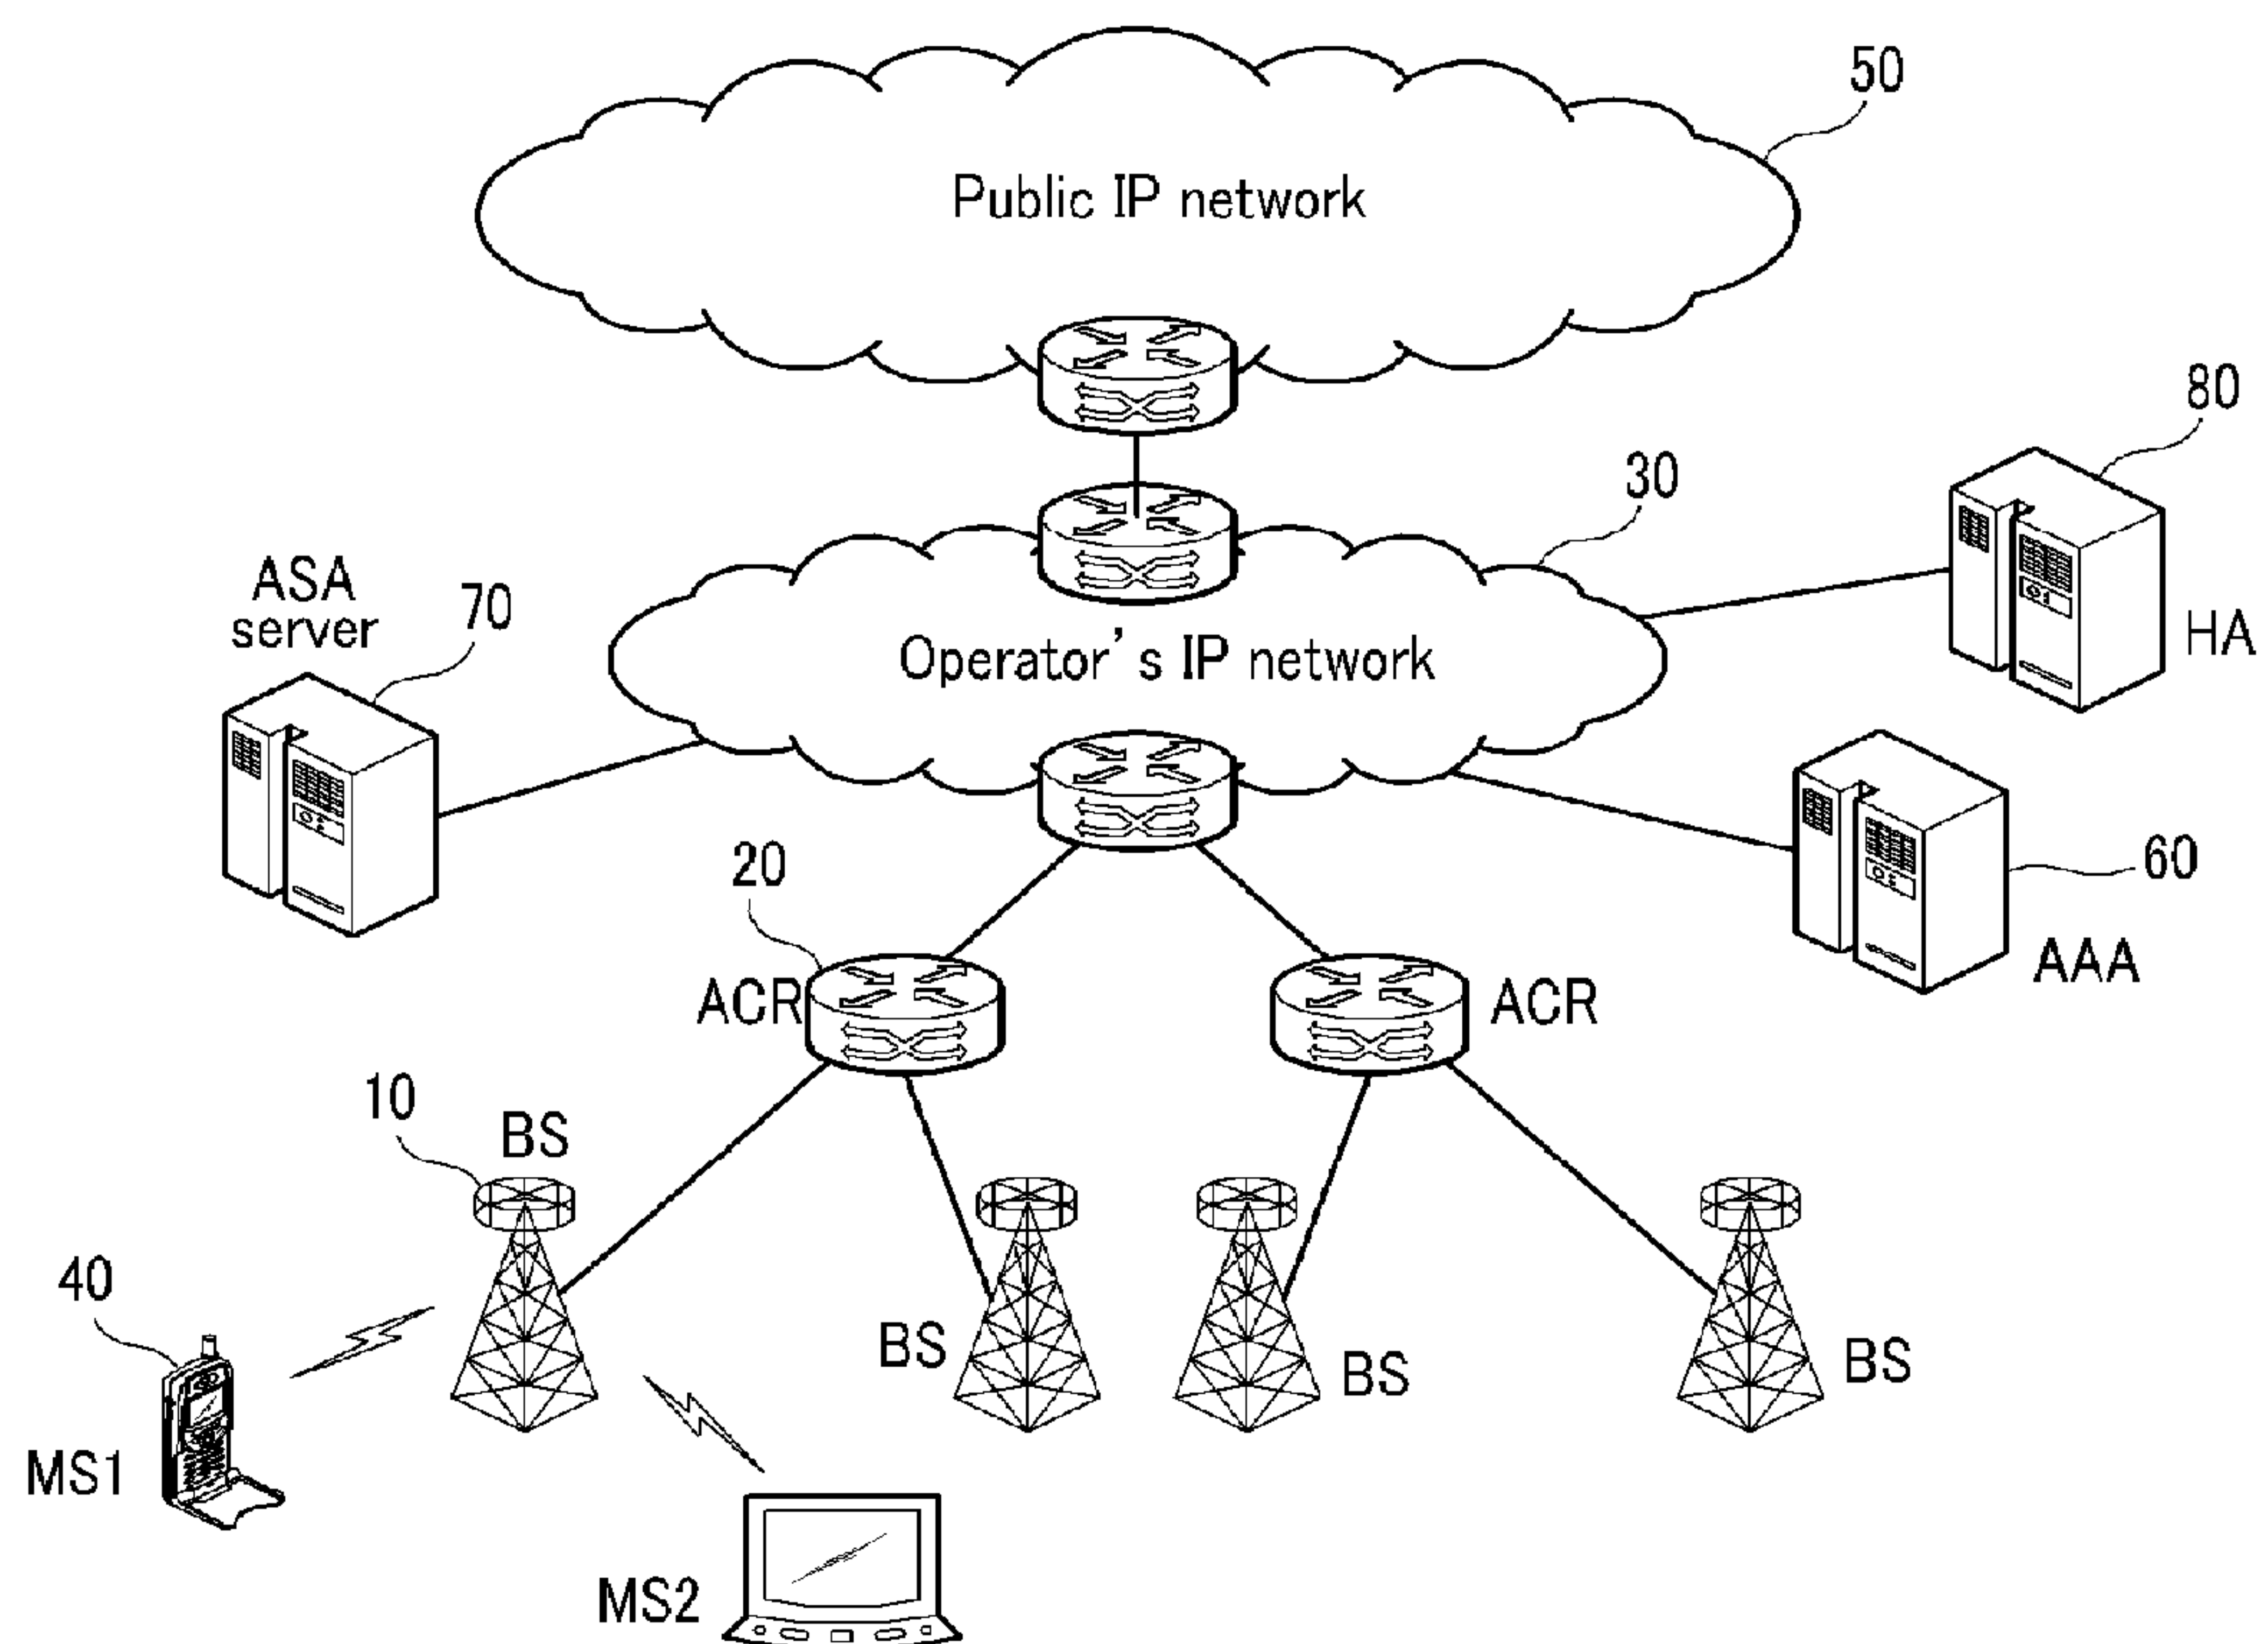 50
Public IP network
80
30
ASA
server
70
Operator's IP network
HA
20
60
ACR
ACR
AAA
10
BS
40
BS
BS
BS
MS1
MS2